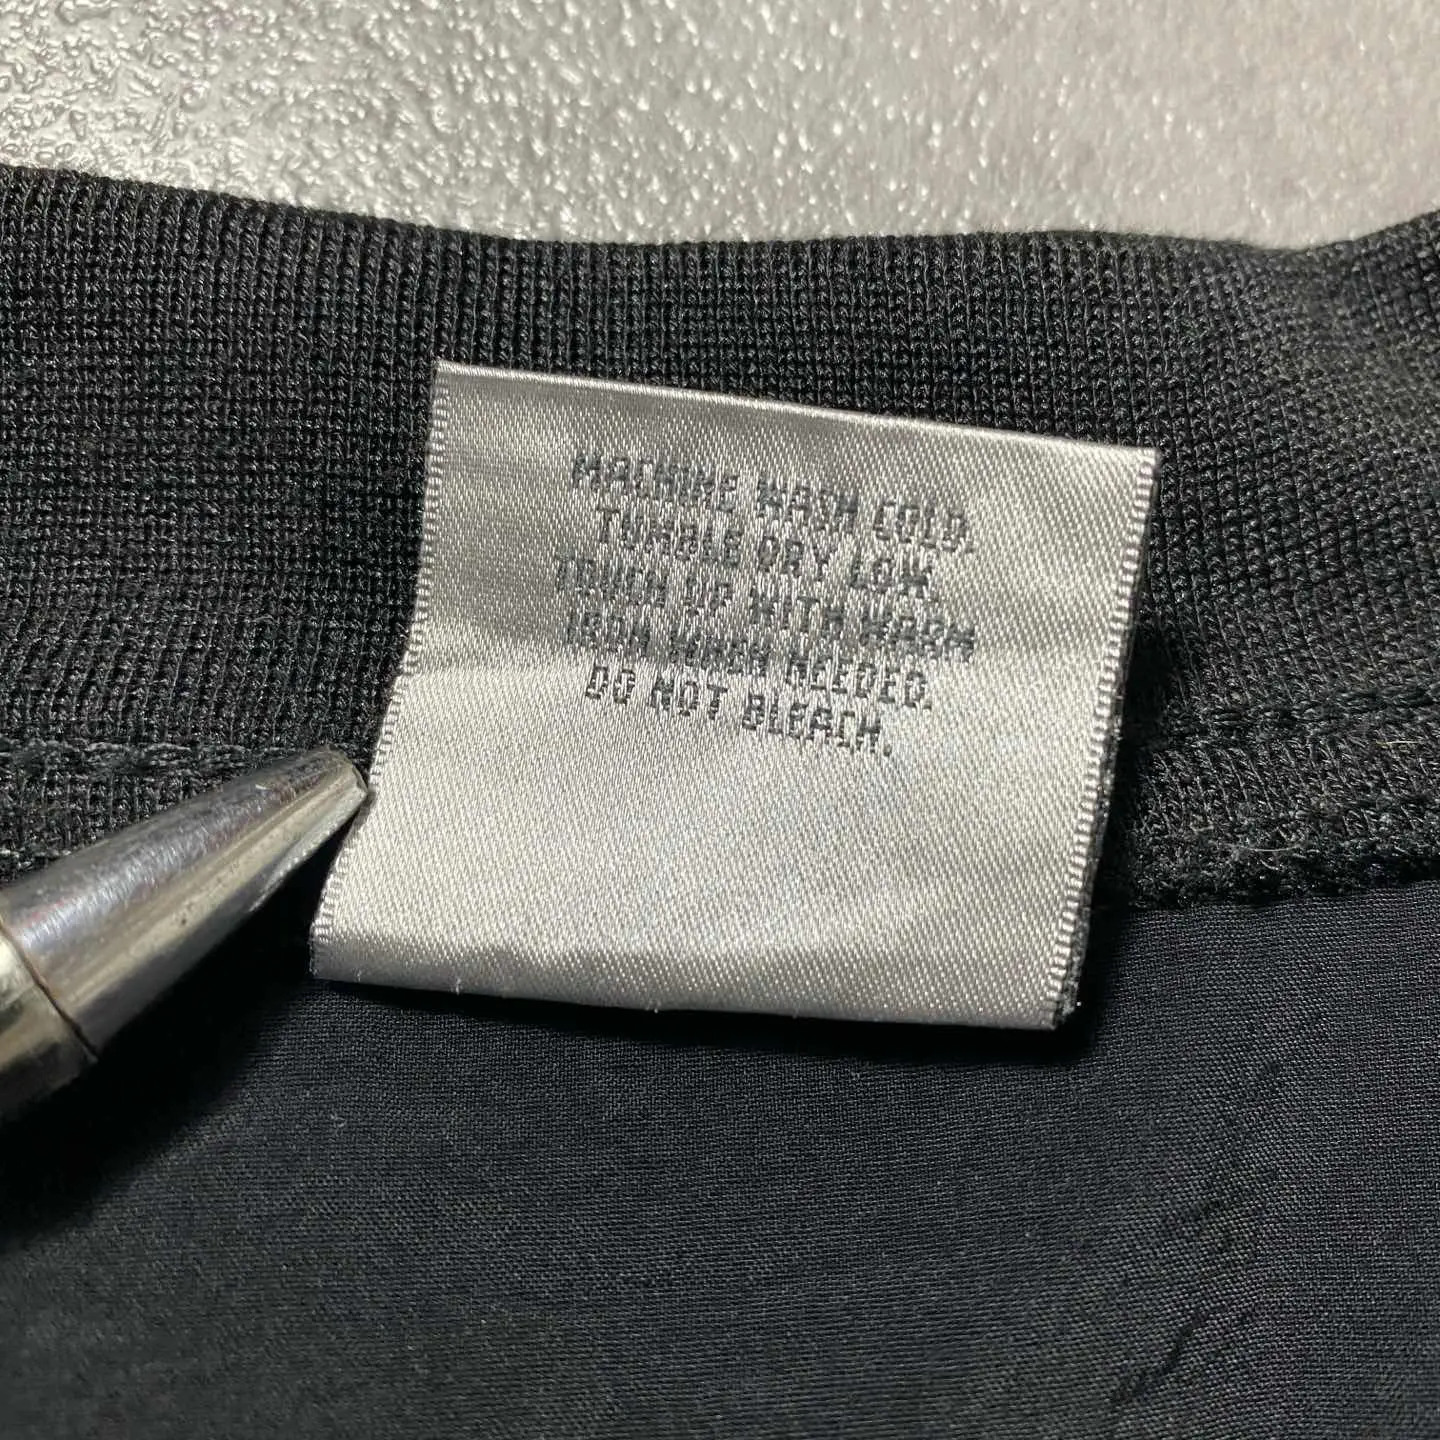 MACHINE WASH COLD.
TUMBLE DRY LOW.
TOUCH UP WITH WARM
IRON WHEN NEEDED.
DO NOT BLEACH.